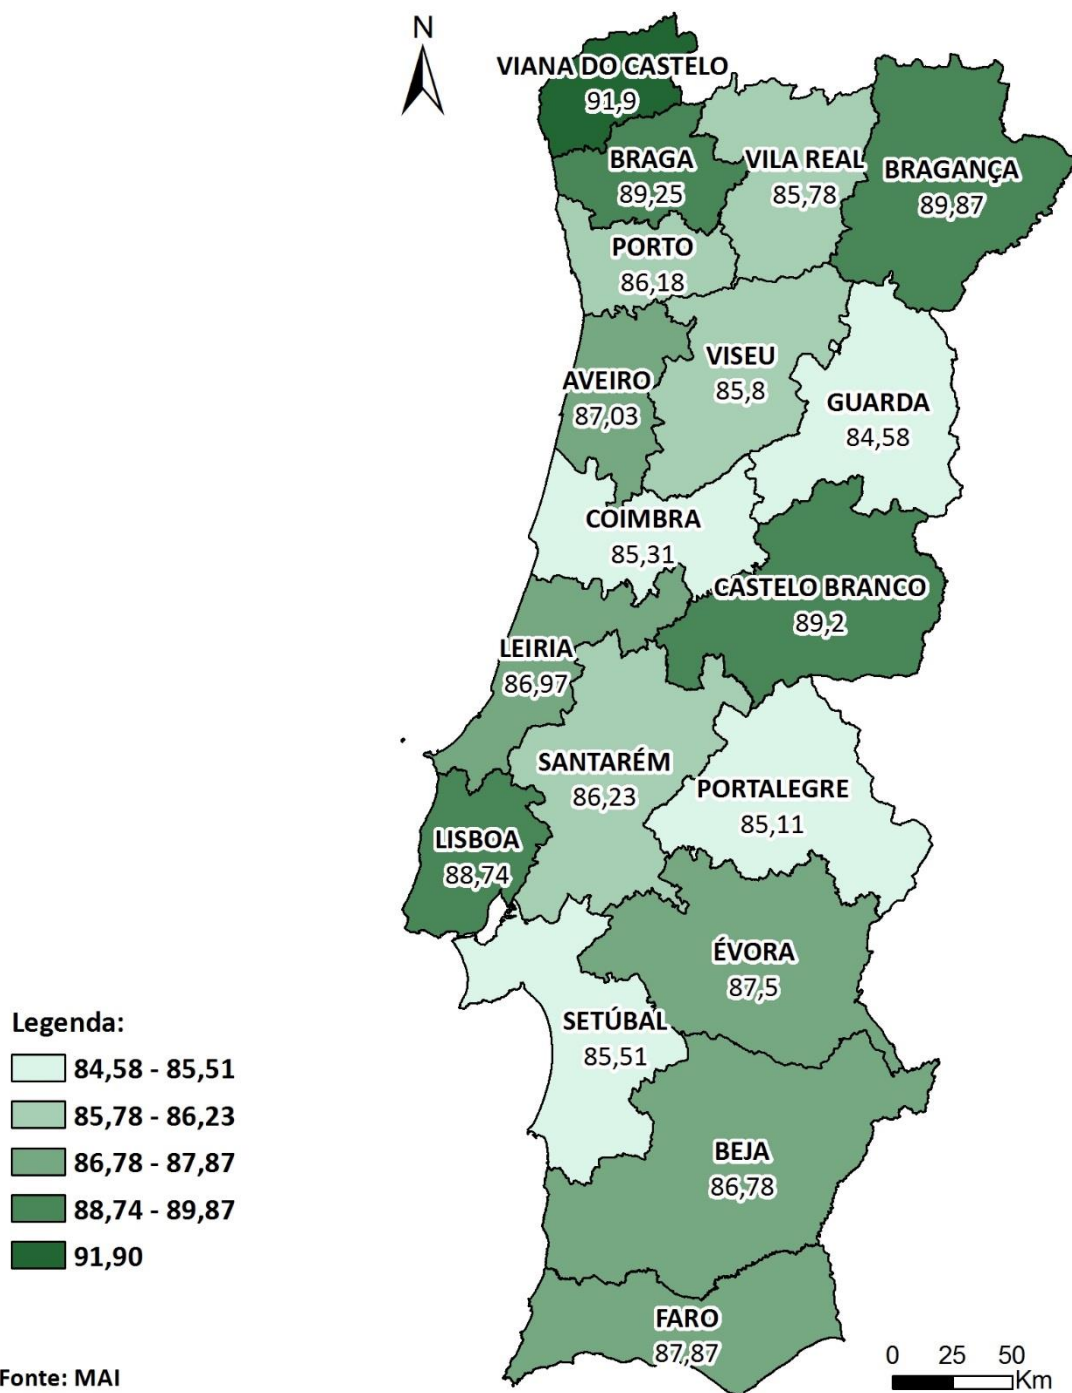 N
VIANA DO CASTELO
91,9
BRAGA
89,25
VILA REAL
85,78
BRAGANÇA
89,87
PORTO
86,18
VISEU
85,8
AVEIRO
87,03
GUARDA
84,58
COIMBRA
85,31
CASTELO BRANCO
89,2
LEIRIA
86,97
SANTARÉM
86,23
PORTALEGRE
85,11
LISBOA
88,74
ÉVORA
87,5
SETÚBAL
85,51
BEJA
86,78
FARO
87,87
Legenda:
84,58 - 85,51
85,78 - 86,23
86,78 - 87,87
88,74 - 89,87
91,90
Fonte: MAI
0 25 50
Km